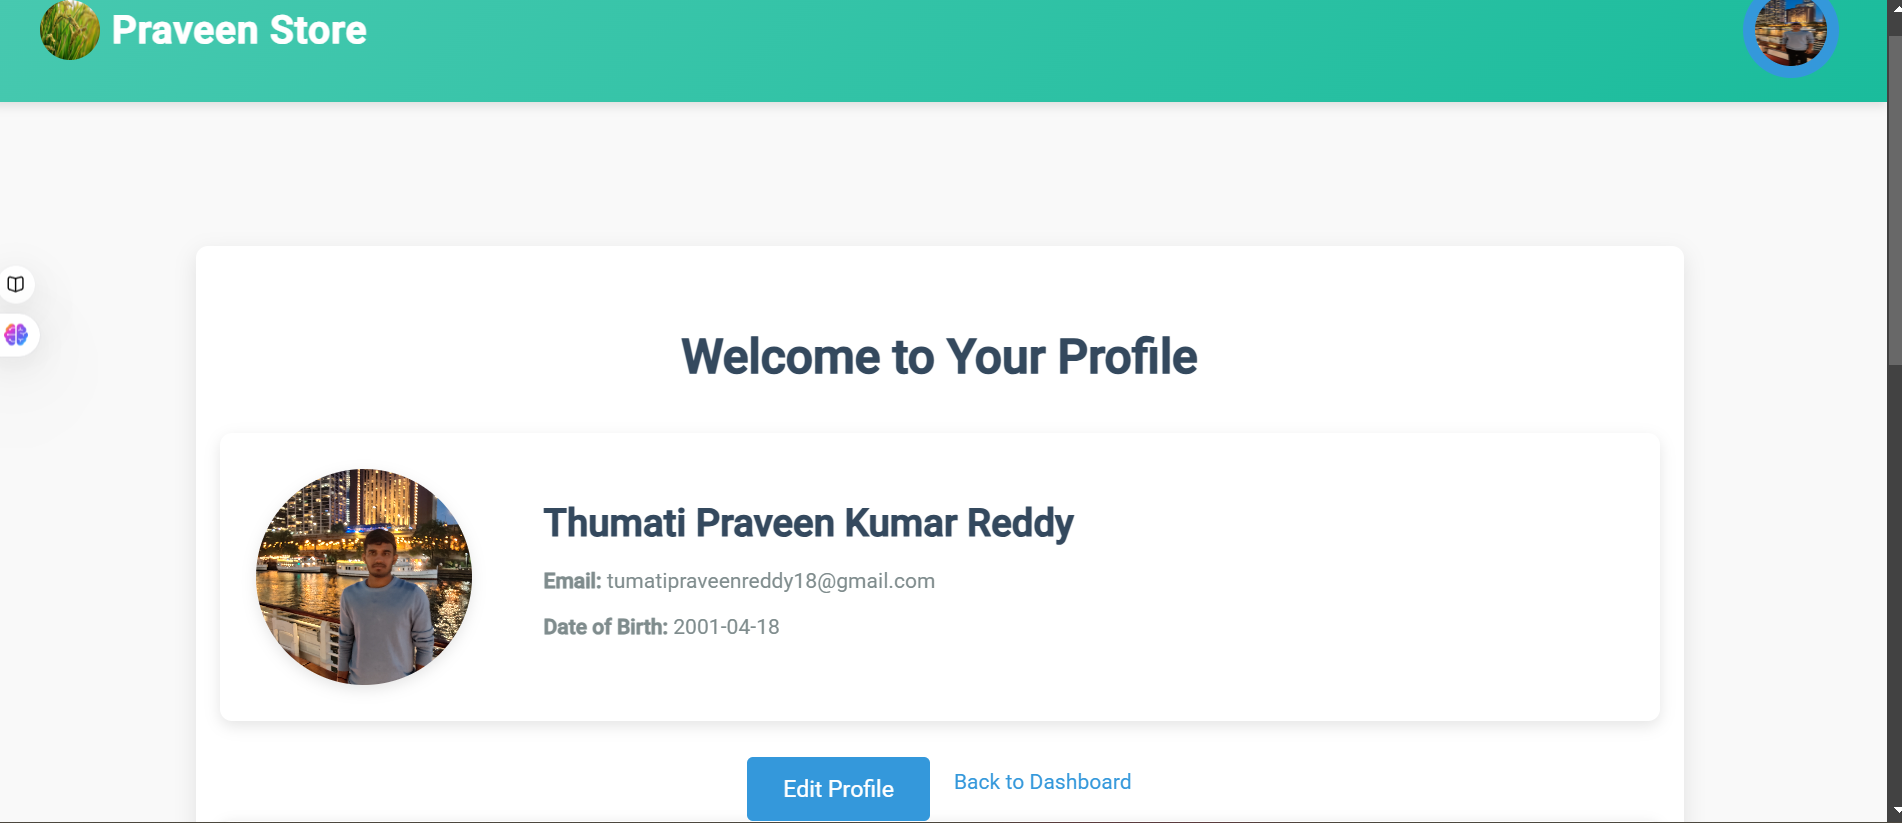 Praveen Store
Welcome to Your Profile
Thumati Praveen Kumar Reddy
Email: tumatipraveenreddy18@gmail.com
Date of Birth: 2001-04-18
Edit Profile
Back to Dashboard